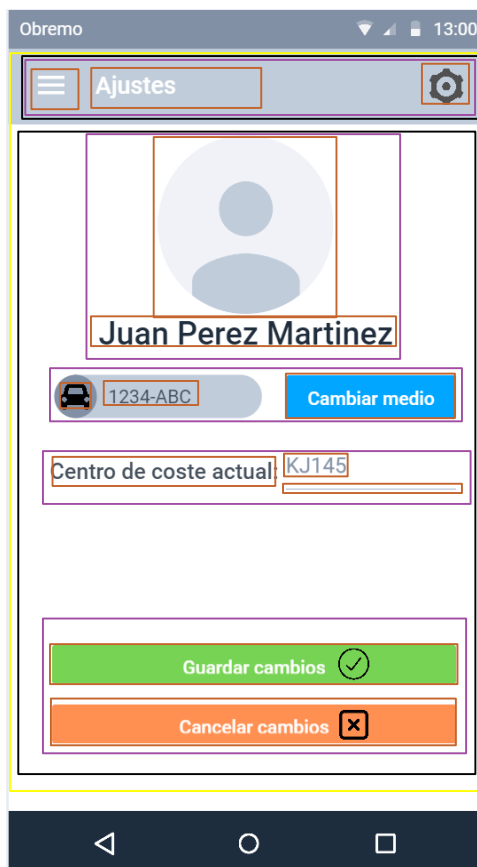 Obremo 13:00
Ajustes
Juan Perez Martinez
1234-ABC Cambiar medio
Centro de coste actual: KJ145
Guardar cambios
Cancelar cambios